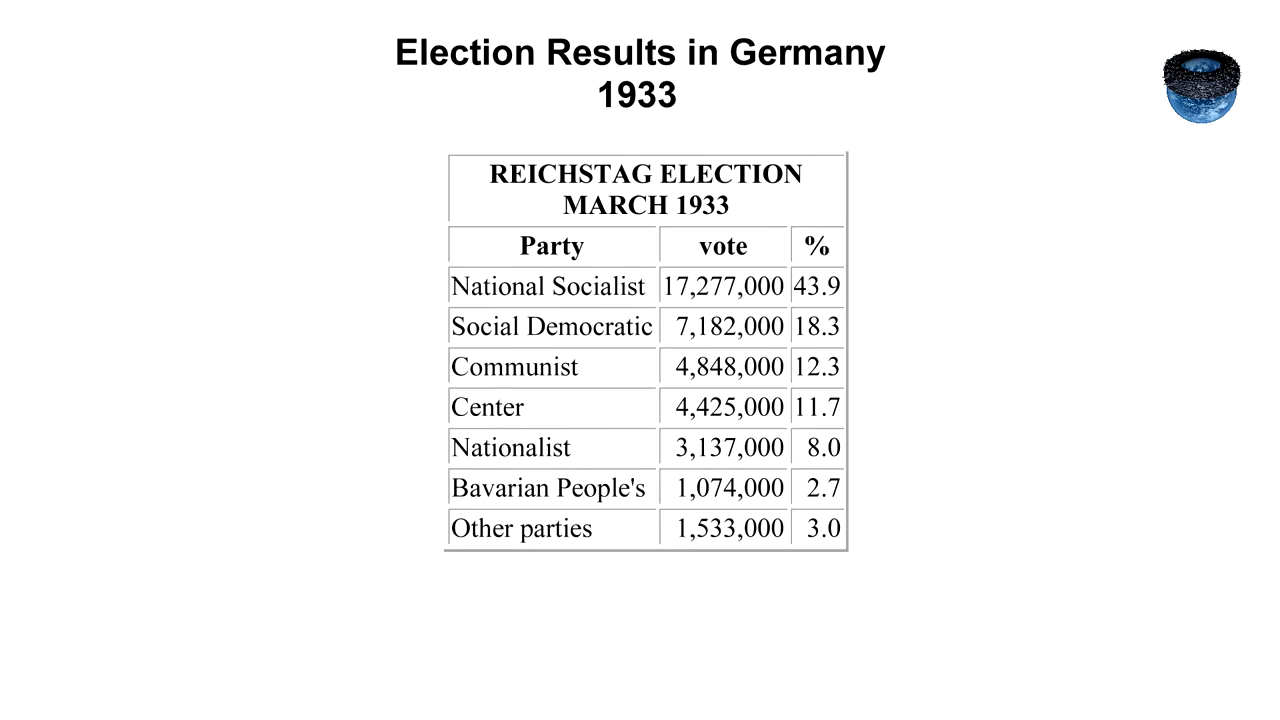 Election Results in Germany
1933
REICHSTAG ELECTION
MARCH 1933
Party vote %
National Socialist 17,277,000 43.9
Social Democratic 7,182,000 18.3
Communist 4,848,000 12.3
Center 4,425,000 11.7
Nationalist 3,137,000 8.0
Bavarian People's 1,074,000 2.7
Other parties 1,533,000 3.0